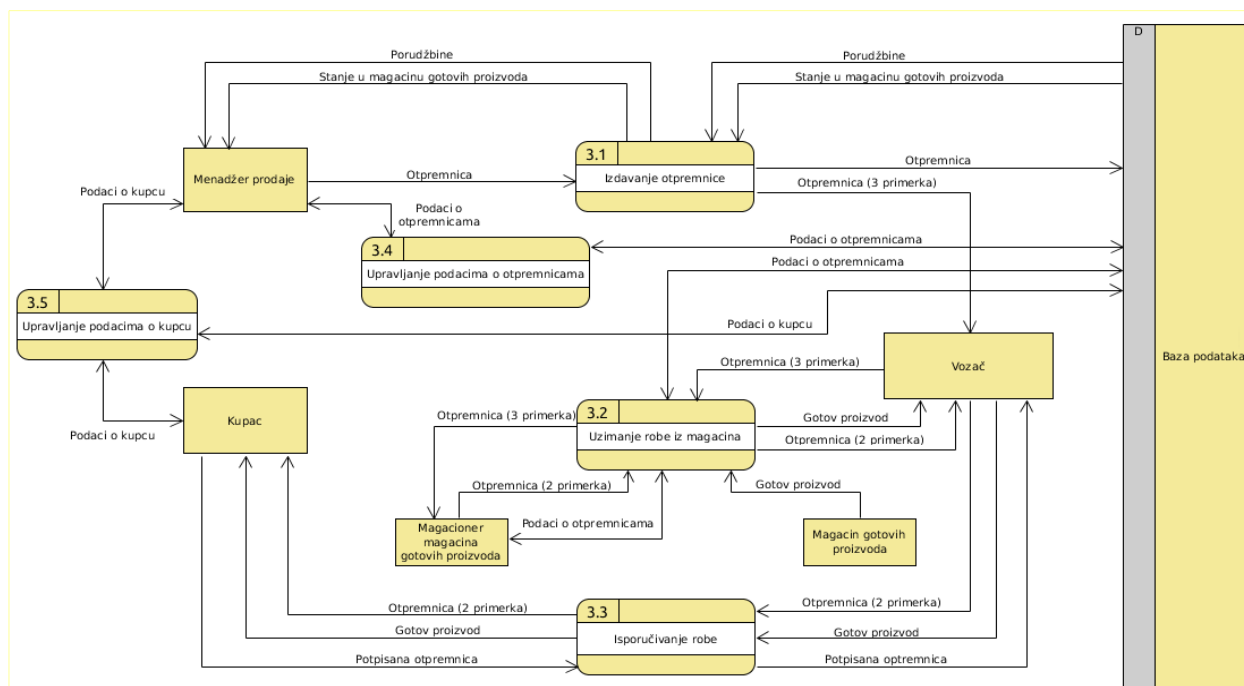 D
Porudžbine
Porudžbine
Stanje u magacinu gotovih proizvoda
Stanje u magacinu gotovih proizvoda
3.1
Otpremnica
Menadžer prodaje
Otpremnica
Izdavanje otpremnice
Otpremnica (3 primerka)
Podaci o kupcu
Podaci o
otpremnicama
3.4
Podaci o otpremnicama
Podaci o otpremnicama
Upravljanje podacima o otpremnicama
3.5
Upravljanje podacima o kupcu
Podaci o kupcu
Baza podataka
Otpremnica (3 primerka)
Vozač
3.2
Otpremnica (3 primerka)
Gotov proizvod
Kupac
Podaci o kupcu
Uzimanje robe iz magacina
Otpremnica (2 primerka)
Otpremnica (2 primerka)
Gotov proizvod
Magacioner
magacina
gotovih proizvoda
Podaci o otpremnicama
Magacin gotovih
proizvoda
Otpremnica (2 primerka)
3.3
Otpremnica (2 primerka)
Gotov proizvod
Isporučivanje robe
Gotov proizvod
Potpisana otpremnica
Potpisana optremnica